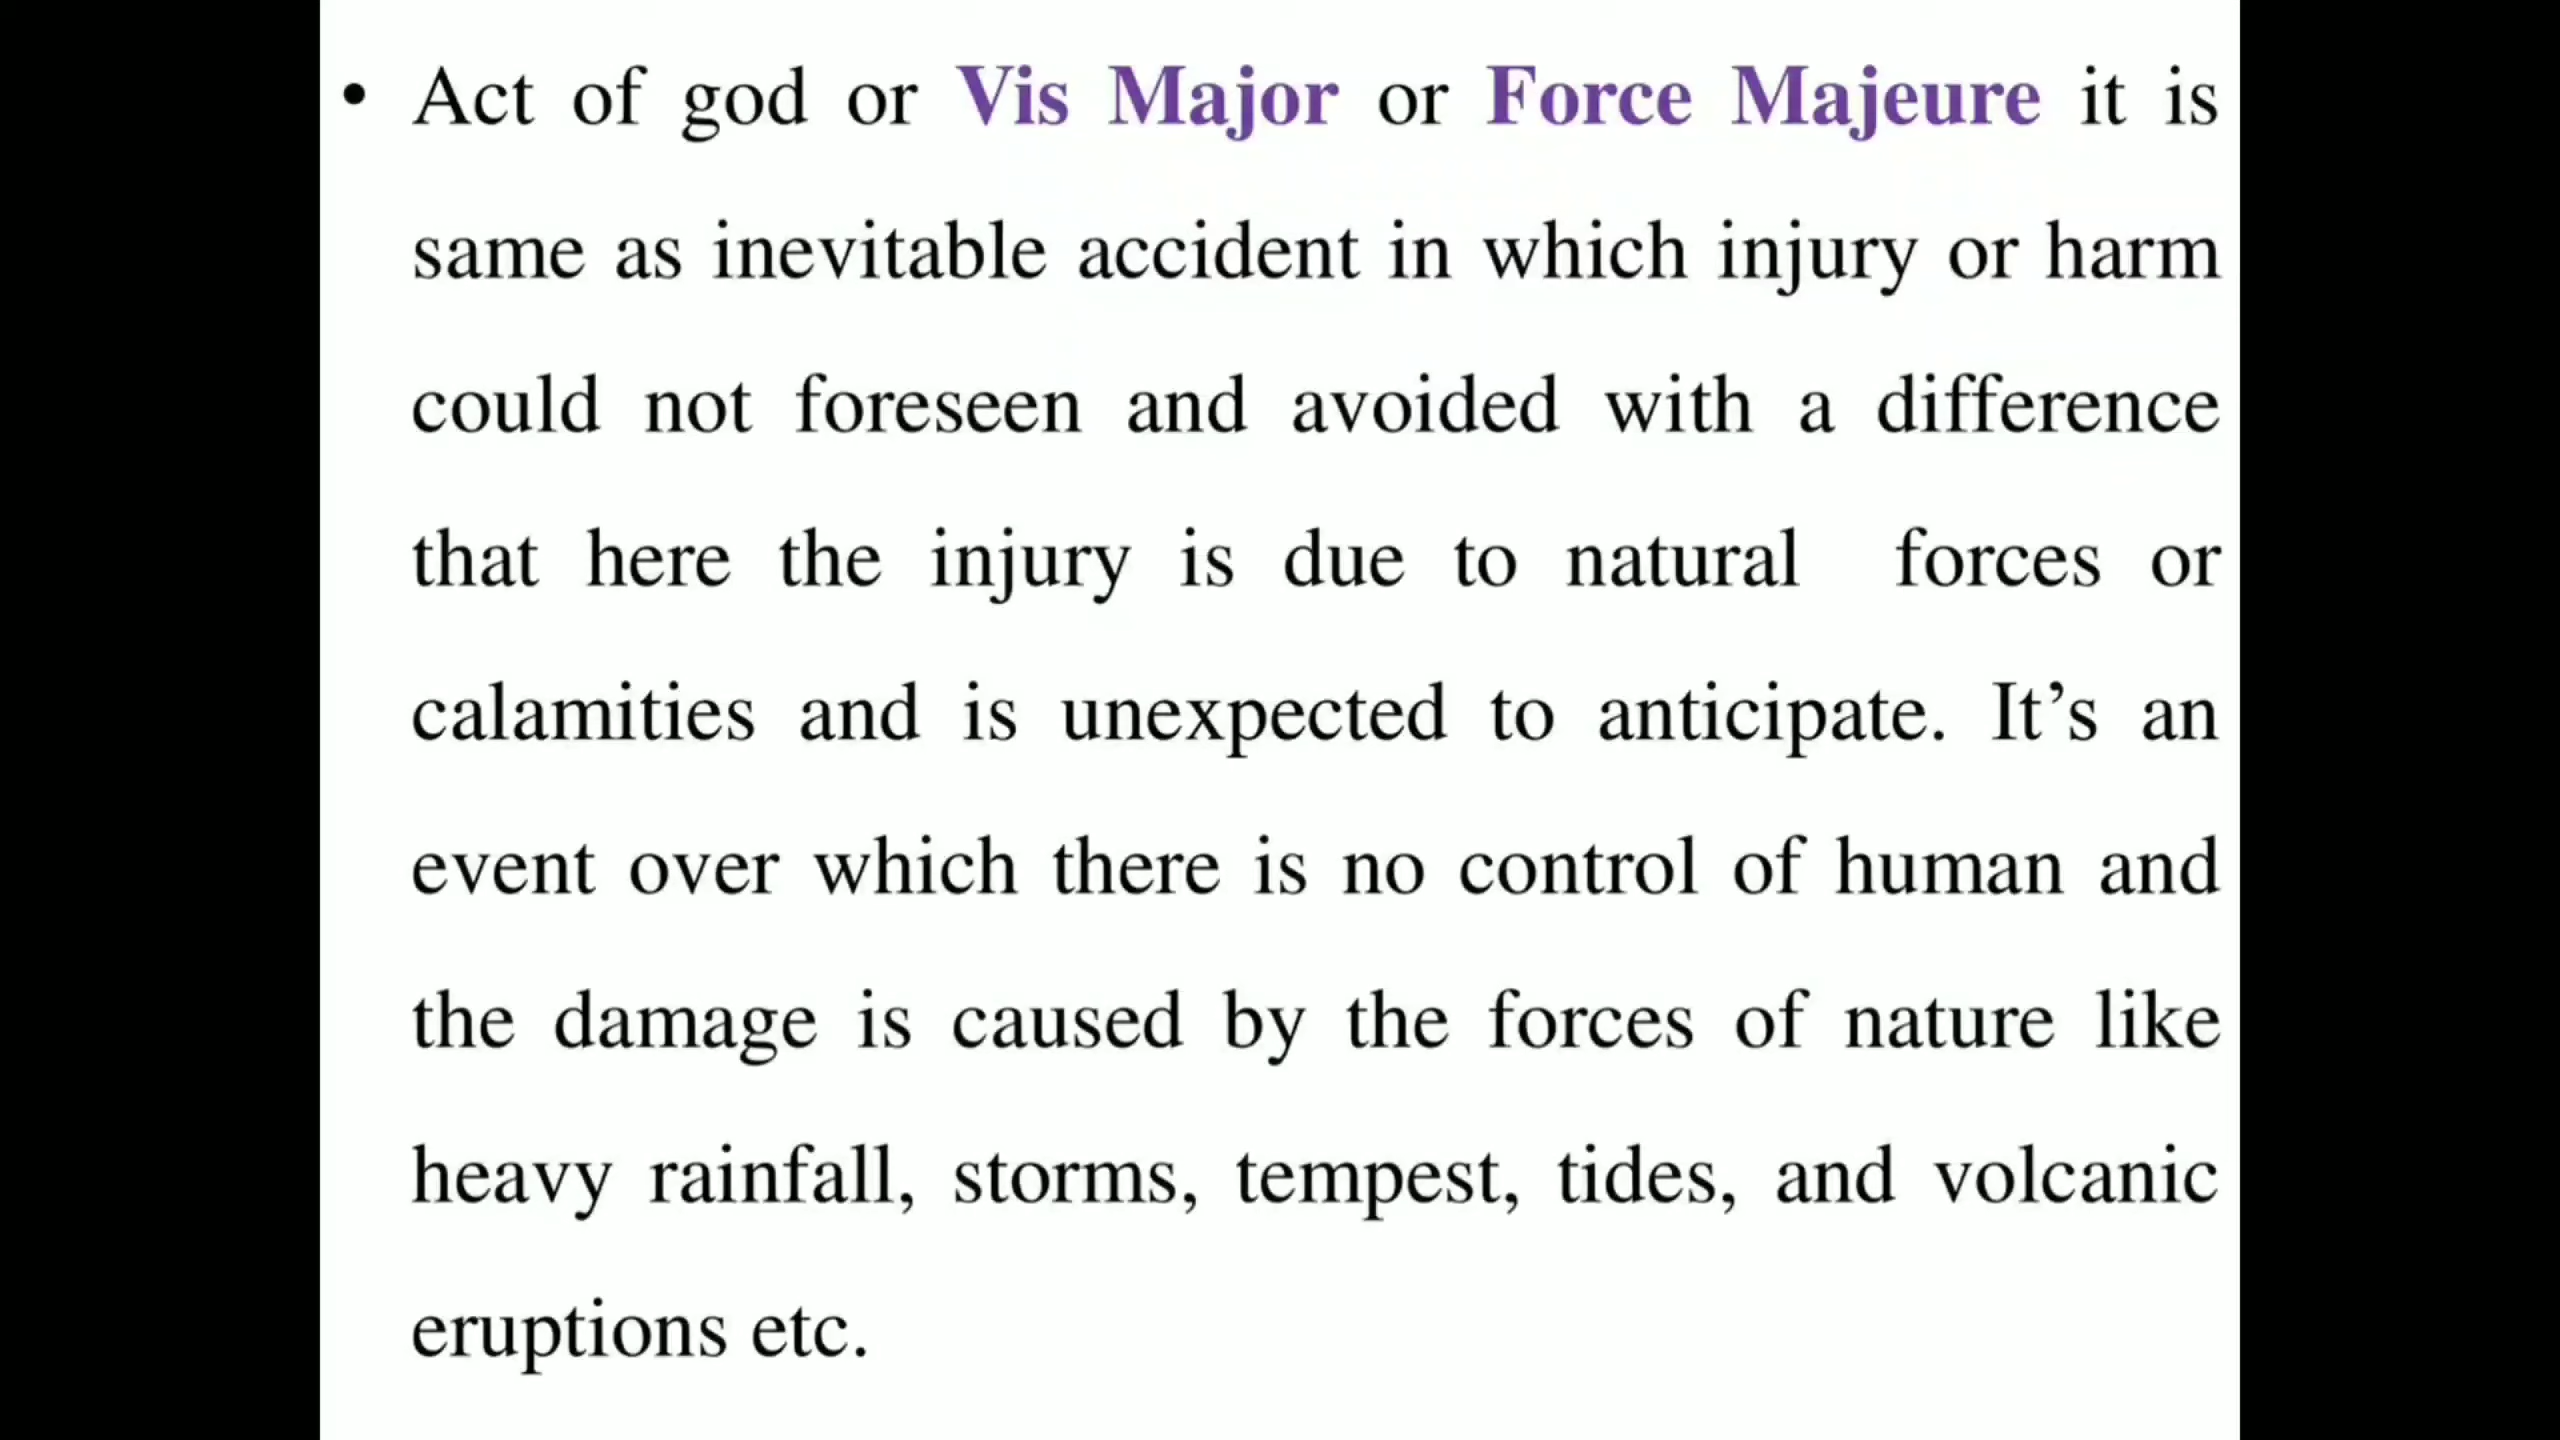 • Act of god or Vis Major or Force Majeure it is
same as inevitable accident in which injury or harm
could not foreseen and avoided with a difference
that here the injury is due to natural forces or
calamities and is unexpected to anticipate. It’s an
event over which there is no control of human and
the damage is caused by the forces of nature like
heavy rainfall, storms, tempest, tides, and volcanic
eruptions etc.